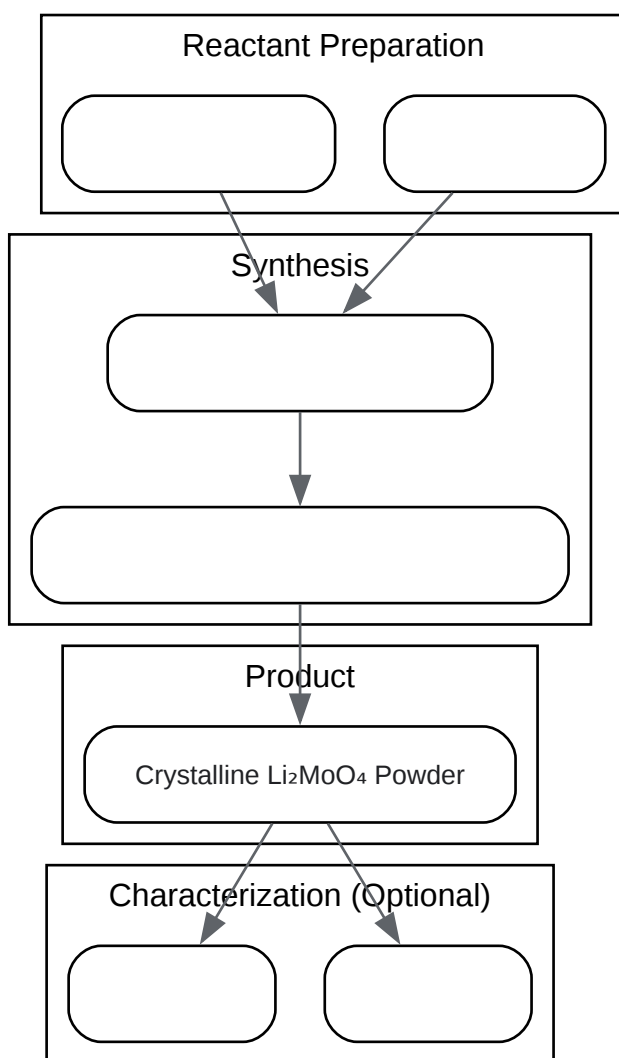 Reactant Preparation
Synthesis
Product
Crystalline Li₂MoO₄ Powder
Characterization (Optional)